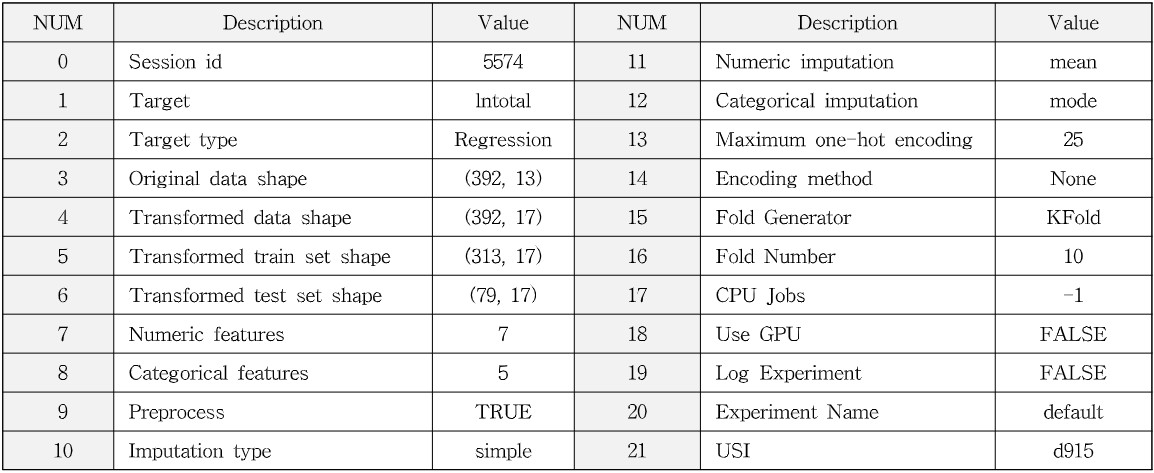 NUM Description Value NUM Description Value
0 Session id 5574 11 Numeric imputation mean
1 Target lntotal 12 Categorical imputation mode
2 Target type Regression 13 Maximum one-hot encoding 25
3 Original data shape (392, 13) 14 Encoding method None
4 Transformed data shape (392, 17) 15 Fold Generator KFold
5 Transformed train set shape (313, 17) 16 Fold Number 10
6 Transformed test set shape (79, 17) 17 CPU Jobs -1
7 Numeric features 7 18 Use GPU FALSE
8 Categorical features 5 19 Log Experiment FALSE
9 Preprocess TRUE 20 Experiment Name default
10 Imputation type simple 21 USI d915